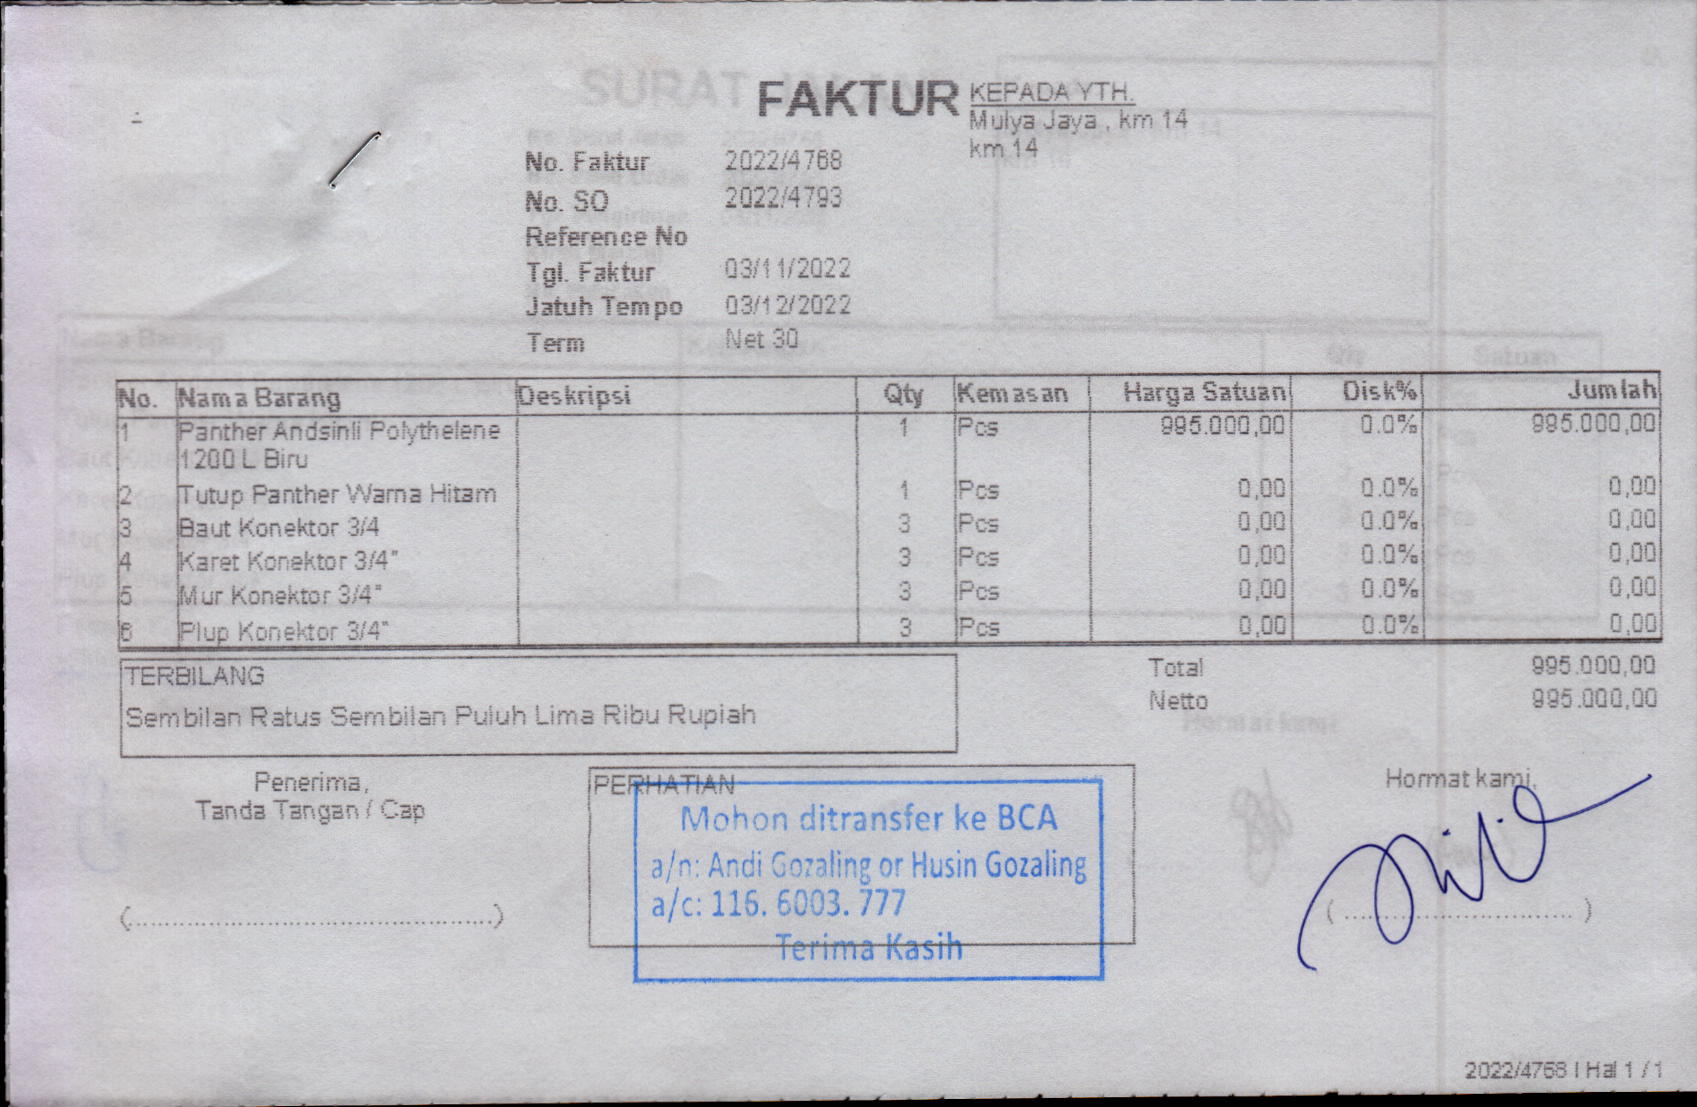 FAKTUR
KEPADA YTH.
Mulya Jaya , km 14
km 14
No. Faktur 2022/4768
No. SO 2022/4793
Reference No
Tgl. Faktur 03/11/2022
Jatuh Tempo 03/12/2022
Term Net 30
No. Nama Barang Deskripsi Qty Kemasan Harga Satuan Disk% Jumlah
1 Panther Andsinli Polythelene 1 Pcs 995.000,00 0.0% 995.000,00
1200 L Biru
2 Tutup Panther Warna Hitam 1 Pcs 0,00 0.0% 0,00
3 Baut Konektor 3/4 3 Pcs 0,00 0.0% 0,00
4 Karet Konektor 3/4" 3 Pcs 0,00 0.0% 0,00
5 Mur Konektor 3/4" 3 Pcs 0,00 0.0% 0,00
6 Plup Konektor 3/4" 3 Pcs 0,00 0.0% 0,00
TERBILANG
Sembilan Ratus Sembilan Puluh Lima Ribu Rupiah
Total 995.000,00
Netto 995.000,00
Penerima,
Tanda Tangan / Cap
(..........................................)
PERHATIAN
Mohon ditransfer ke BCA
a/n: Andi Gozaling or Husin Gozaling
a/c: 116. 6003. 777
Terima Kasih
Hormat kami,
( ............................ )
2022/4768 | Hal 1 / 1